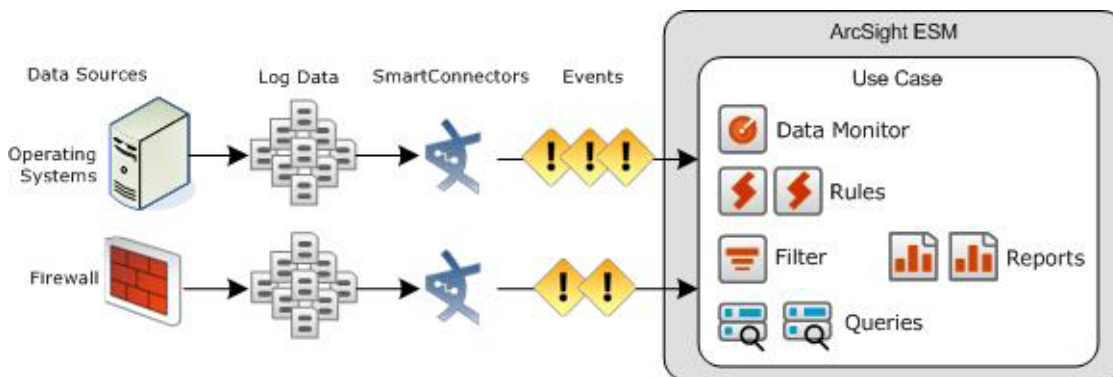 ArcSight ESM
Data Sources
Log Data
SmartConnectors
Events
Use Case
Operating
Systems
Data Monitor
Rules
Firewall
Filter
Reports
Queries